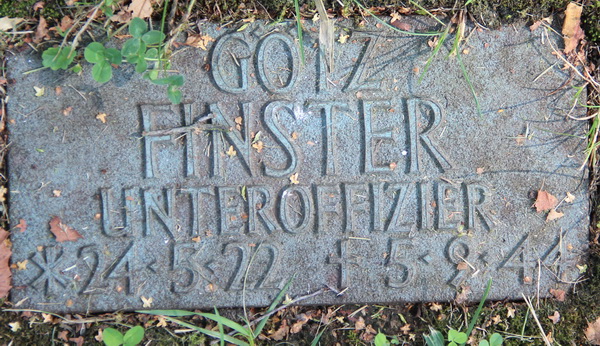 GÖTZ
FINSTER
UNTEROFFIZIER
* 24·5·22 † 5·9·44